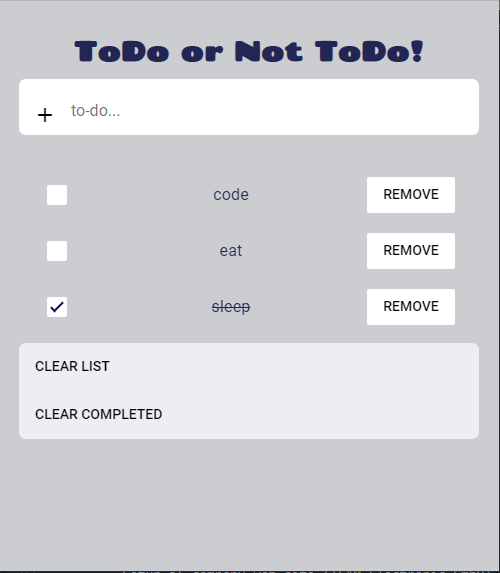 ToDo or Not ToDo!
+ to-do...
code REMOVE
eat REMOVE
sleep REMOVE
CLEAR LIST
CLEAR COMPLETED